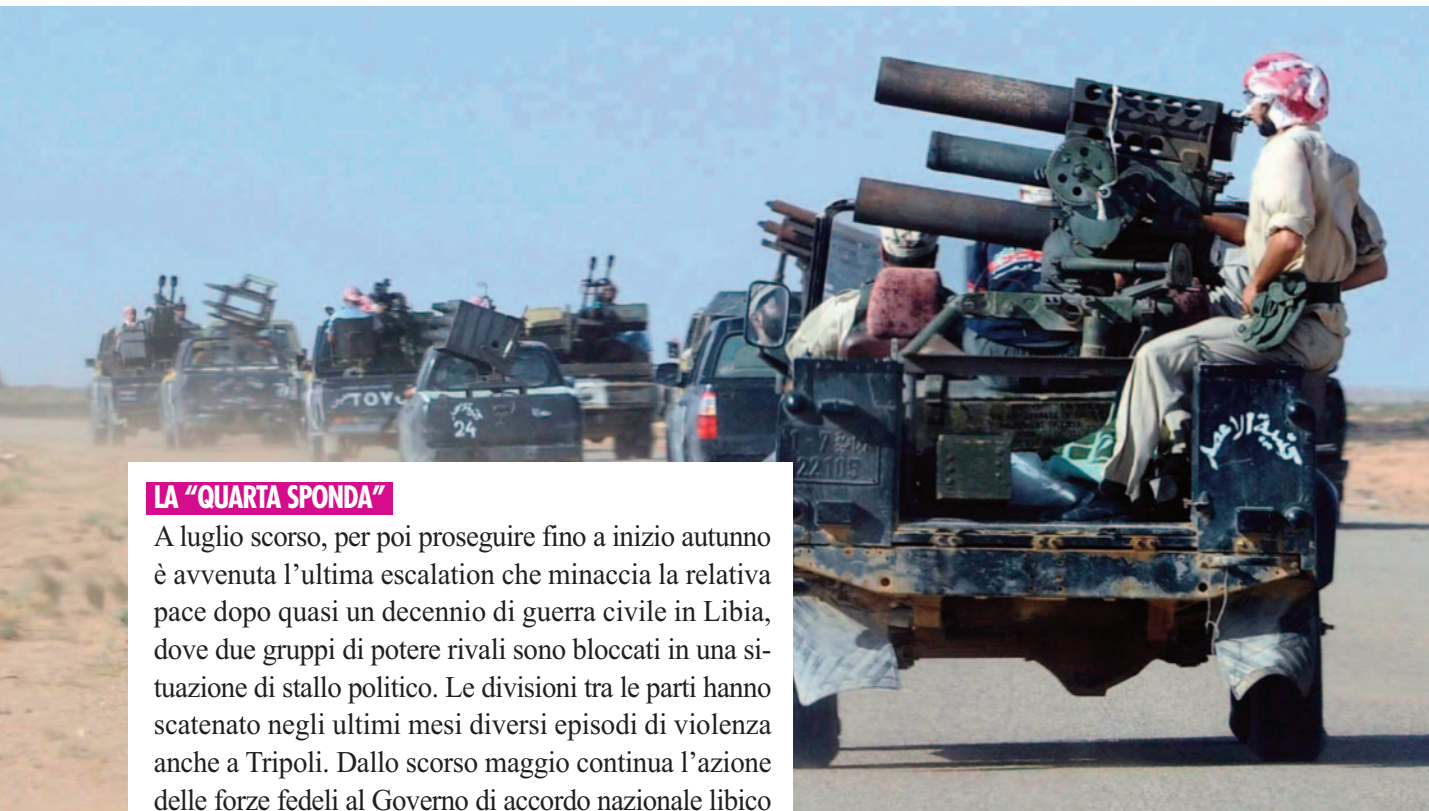 TOYO
24
22105
LA “QUARTA SPONDA”
A luglio scorso, per poi proseguire fino a inizio autunno
è avvenuta l’ultima escalation che minaccia la relativa
pace dopo quasi un decennio di guerra civile in Libia,
dove due gruppi di potere rivali sono bloccati in una si-
tuazione di stallo politico. Le divisioni tra le parti hanno
scatenato negli ultimi mesi diversi episodi di violenza
anche a Tripoli. Dallo scorso maggio continua l’azione
delle forze fedeli al Governo di accordo nazionale libico